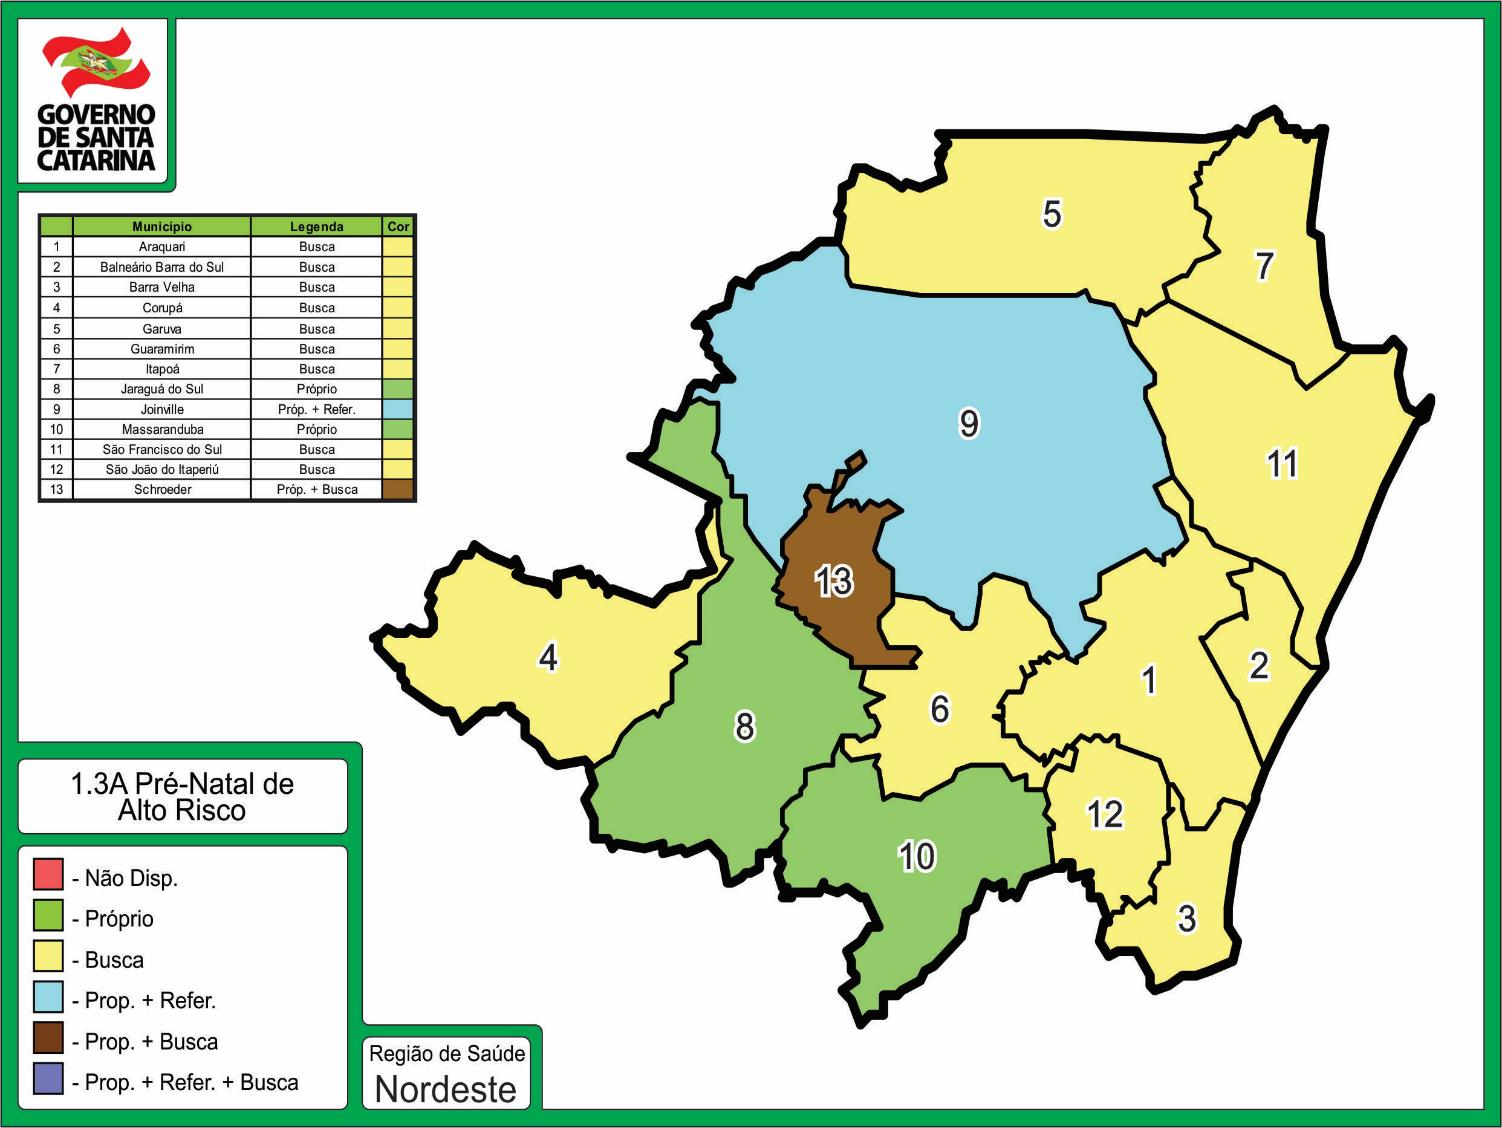 GOVERNO
DE SANTA
CATARINA
Município Legenda Cor
1 Araquari Busca
2 Balneário Barra do Sul Busca
3 Barra Velha Busca
4 Corupá Busca
5 Garuva Busca
6 Guaramirim Busca
7 Itapoá Busca
8 Jaraguá do Sul Próprio
9 Joinville Próp. + Refer.
10 Massaranduba Próprio
11 São Francisco do Sul Busca
12 São João do Itaperiú Busca
13 Schroeder Próp. + Busca
5
7
9
11
13
4
2
1
6
8
12
10
3
1.3A Pré-Natal de
Alto Risco
- Não Disp.
- Próprio
- Busca
- Prop. + Refer.
- Prop. + Busca
- Prop. + Refer. + Busca
Região de Saúde
Nordeste